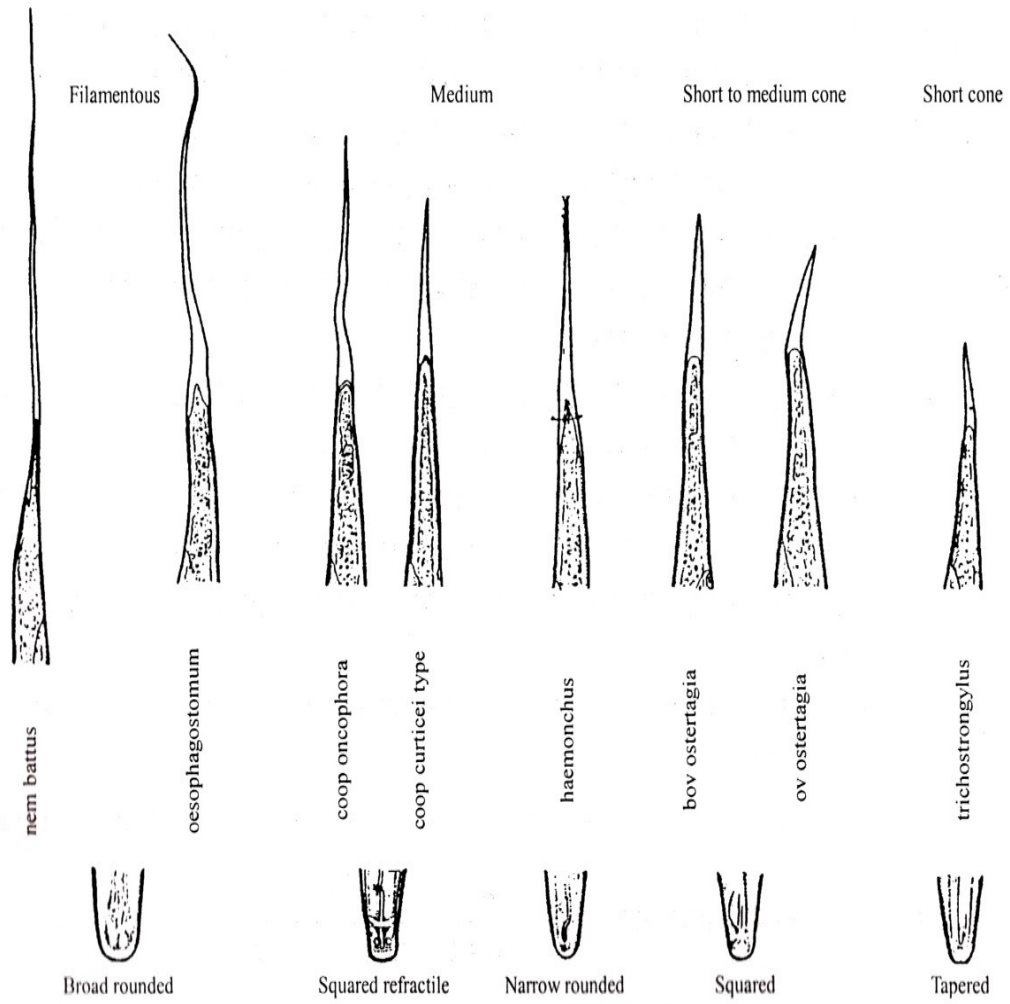 Filamentous
Medium
Short to medium cone
Short cone
nem battus
oesophagostomum
coop oncophora
coop curticei type
haemonchus
bov ostertagia
ov ostertagia
trichostrongylus
Broad rounded
Squared refractile
Narrow rounded
Squared
Tapered